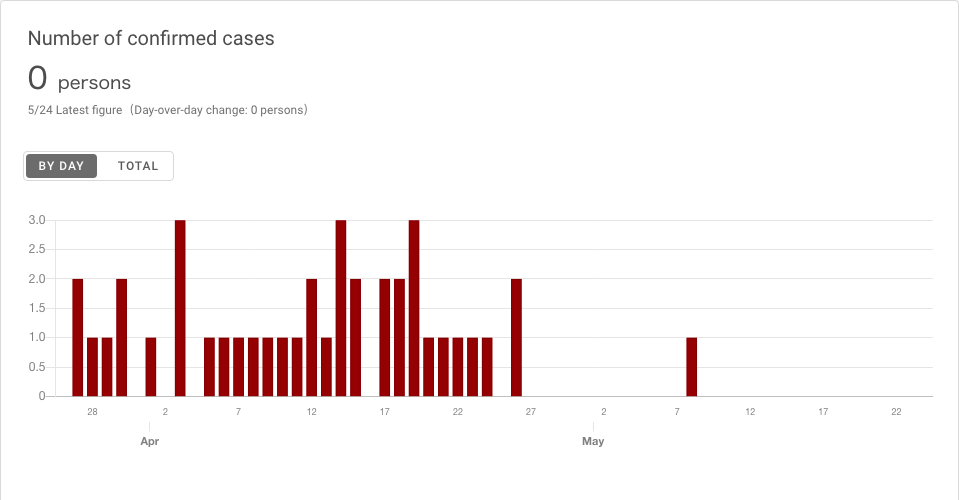 Number of confirmed cases
0 persons
5/24 Latest figure（Day-over-day change: 0 persons）
BY DAY TOTAL
3.0
2.5
2.0
1.5
1.0
0.5
0
28 2 7 12 17 22 27 2 7 12 17 22
Apr May